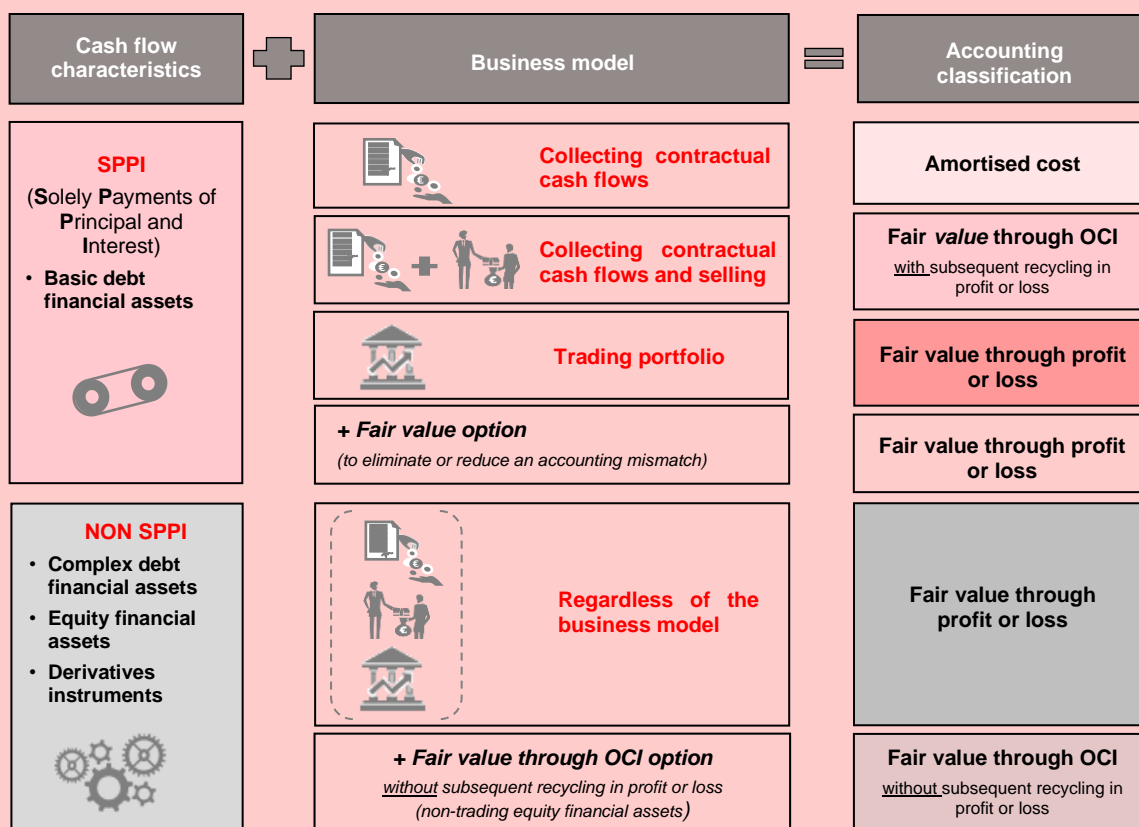 Cash flow
characteristics
Business model
Accounting
classification
SPPI
(Solely Payments of
Principal and
Interest)
• Basic debt
financial assets
Collecting contractual
cash flows
Amortised cost
Collecting contractual
cash flows and selling
Fair value through OCI
with subsequent recycling in
profit or loss
Trading portfolio
Fair value through profit
or loss
+ Fair value option
(to eliminate or reduce an accounting mismatch)
Fair value through profit
or loss
NON SPPI
• Complex debt
financial assets
• Equity financial
assets
• Derivatives
instruments
Regardless of the
business model
Fair value through
profit or loss
+ Fair value through OCI option
without subsequent recycling in profit or loss
(non-trading equity financial assets)
Fair value through OCI
without subsequent recycling in
profit or loss